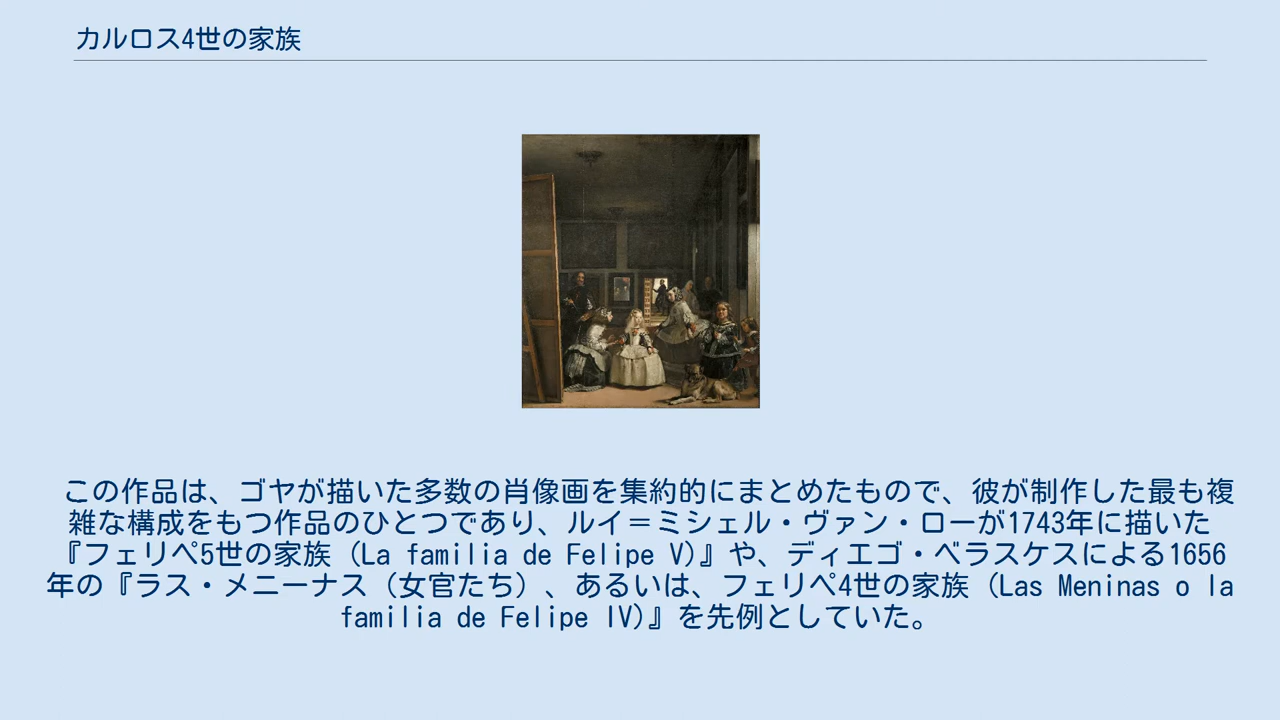 カルロス4世の家族
この作品は、ゴヤが描いた多数の肖像画を集約的にまとめたもので、彼が制作した最も複
雑な構成をもつ作品のひとつであり、ルイ＝ミシェル・ヴァン・ローが1743年に描いた
『フェリペ5世の家族（La familia de Felipe V)』や、ディエゴ・ベラスケスによる1656
年の『ラス・メニーナス（女官たち）、あるいは、フェリペ4世の家族（Las Meninas o la
familia de Felipe IV)』を先例としていた。